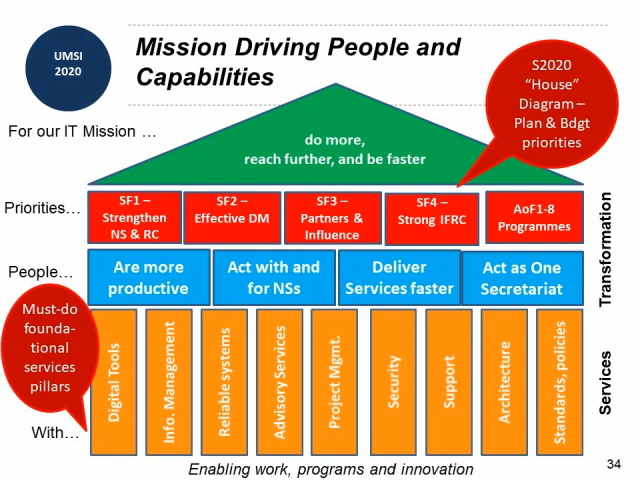 UMSI
2020
Mission Driving People and
Capabilities
S2020
“House”
Diagram –
Plan & Bdgt
priorities
For our IT Mission …
do more,
reach further, and be faster
Priorities…
SF1 –
Strengthen
NS & RC
SF2 –
Effective DM
SF3 –
Partners &
Influence
SF4 –
Strong IFRC
AoF1-8
Programmes
Transformation
People…
Are more
productive
Act with and
for NSs
Deliver
Services faster
Act as One
Secretariat
Must-do
founda-
tional
services
pillars
With…
Digital Tools
Info. Management
Reliable systems
Advisory Services
Project Mgmt.
Security
Support
Architecture
Standards, policies
Services
Enabling work, programs and innovation
34